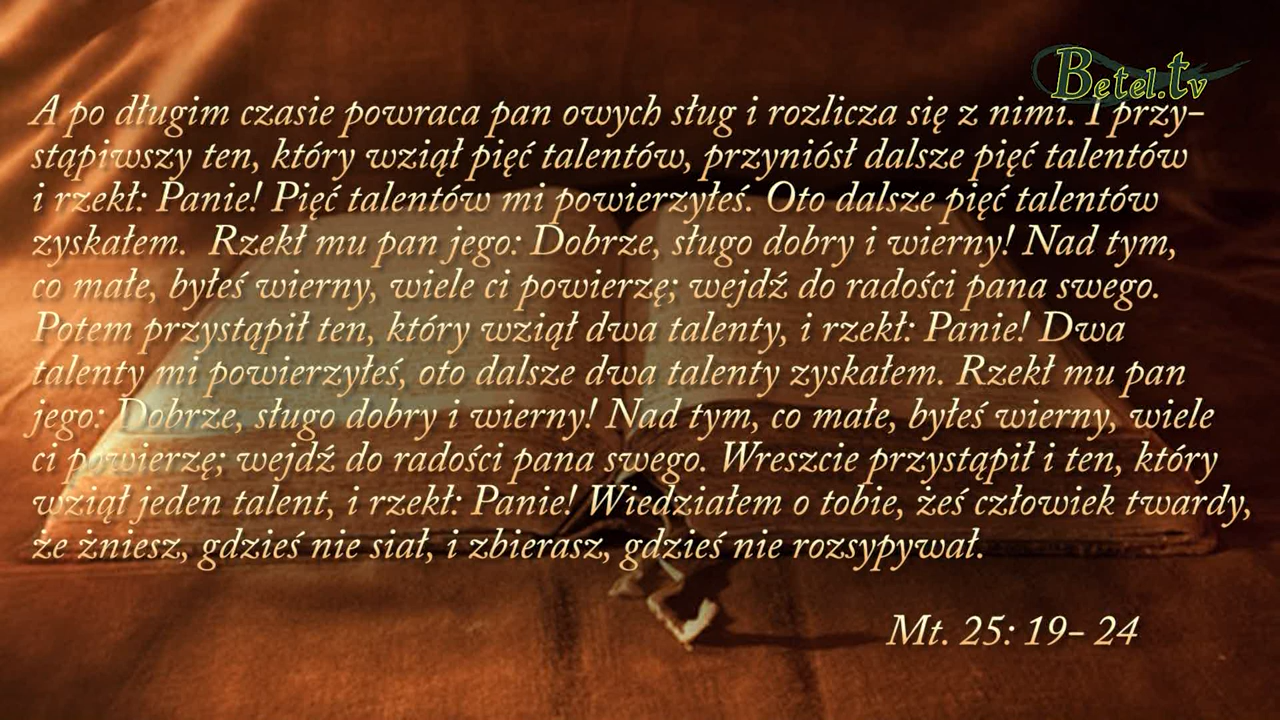 Betel.tv
A po długim czasie powraca pan owych sług i rozlicza się z nimi. I przy-
stąpiwszy ten, który wziął pięć talentów, przyniósł dalsze pięć talentów
i rzekł: Panie! Pięć talentów mi powierzyłeś. Oto dalsze pięć talentów
zyskałem. Rzekł mu pan jego: Dobrze, sługo dobry i wierny! Nad tym,
co małe, byłeś wierny, wiele ci powierzę; wejdź do radości pana swego.
Potem przystąpił ten, który wziął dwa talenty, i rzekł: Panie! Dwa
talenty mi powierzyłeś, oto dalsze dwa talenty zyskałem. Rzekł mu pan
jego: Dobrze, sługo dobry i wierny! Nad tym, co małe, byłeś wierny, wiele
ci powierzę; wejdź do radości pana swego. Wreszcie przystąpił i ten, który
wziął jeden talent, i rzekł: Panie! Wiedziałem o tobie, żeś człowiek twardy,
że żniesz, gdzieś nie siał, i zbierasz, gdzieś nie rozsypywał.
Mt. 25: 19- 24